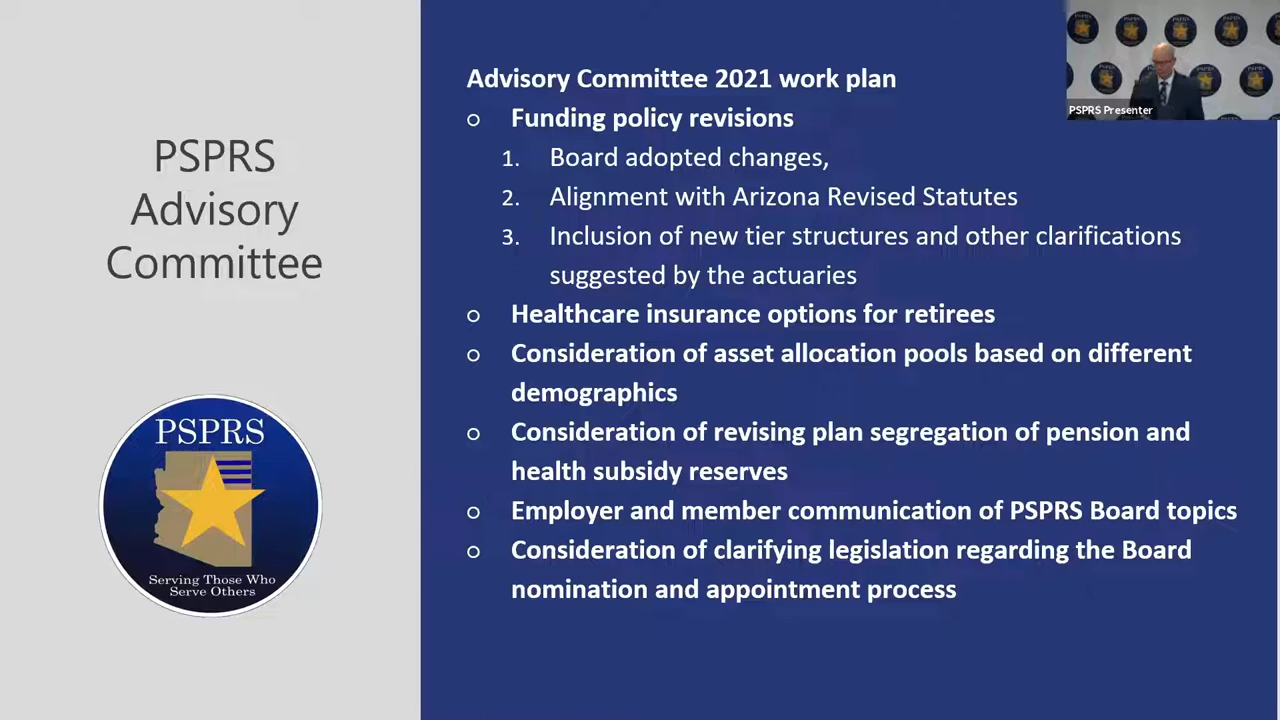 PSPRS
Advisory
Committee
PSPRS
Serving Those Who
Serve Others
Advisory Committee 2021 work plan
○ Funding policy revisions
1. Board adopted changes,
2. Alignment with Arizona Revised Statutes
3. Inclusion of new tier structures and other clarifications
suggested by the actuaries
○ Healthcare insurance options for retirees
○ Consideration of asset allocation pools based on different
demographics
○ Consideration of revising plan segregation of pension and
health subsidy reserves
○ Employer and member communication of PSPRS Board topics
○ Consideration of clarifying legislation regarding the Board
nomination and appointment process
PSPRS Presenter